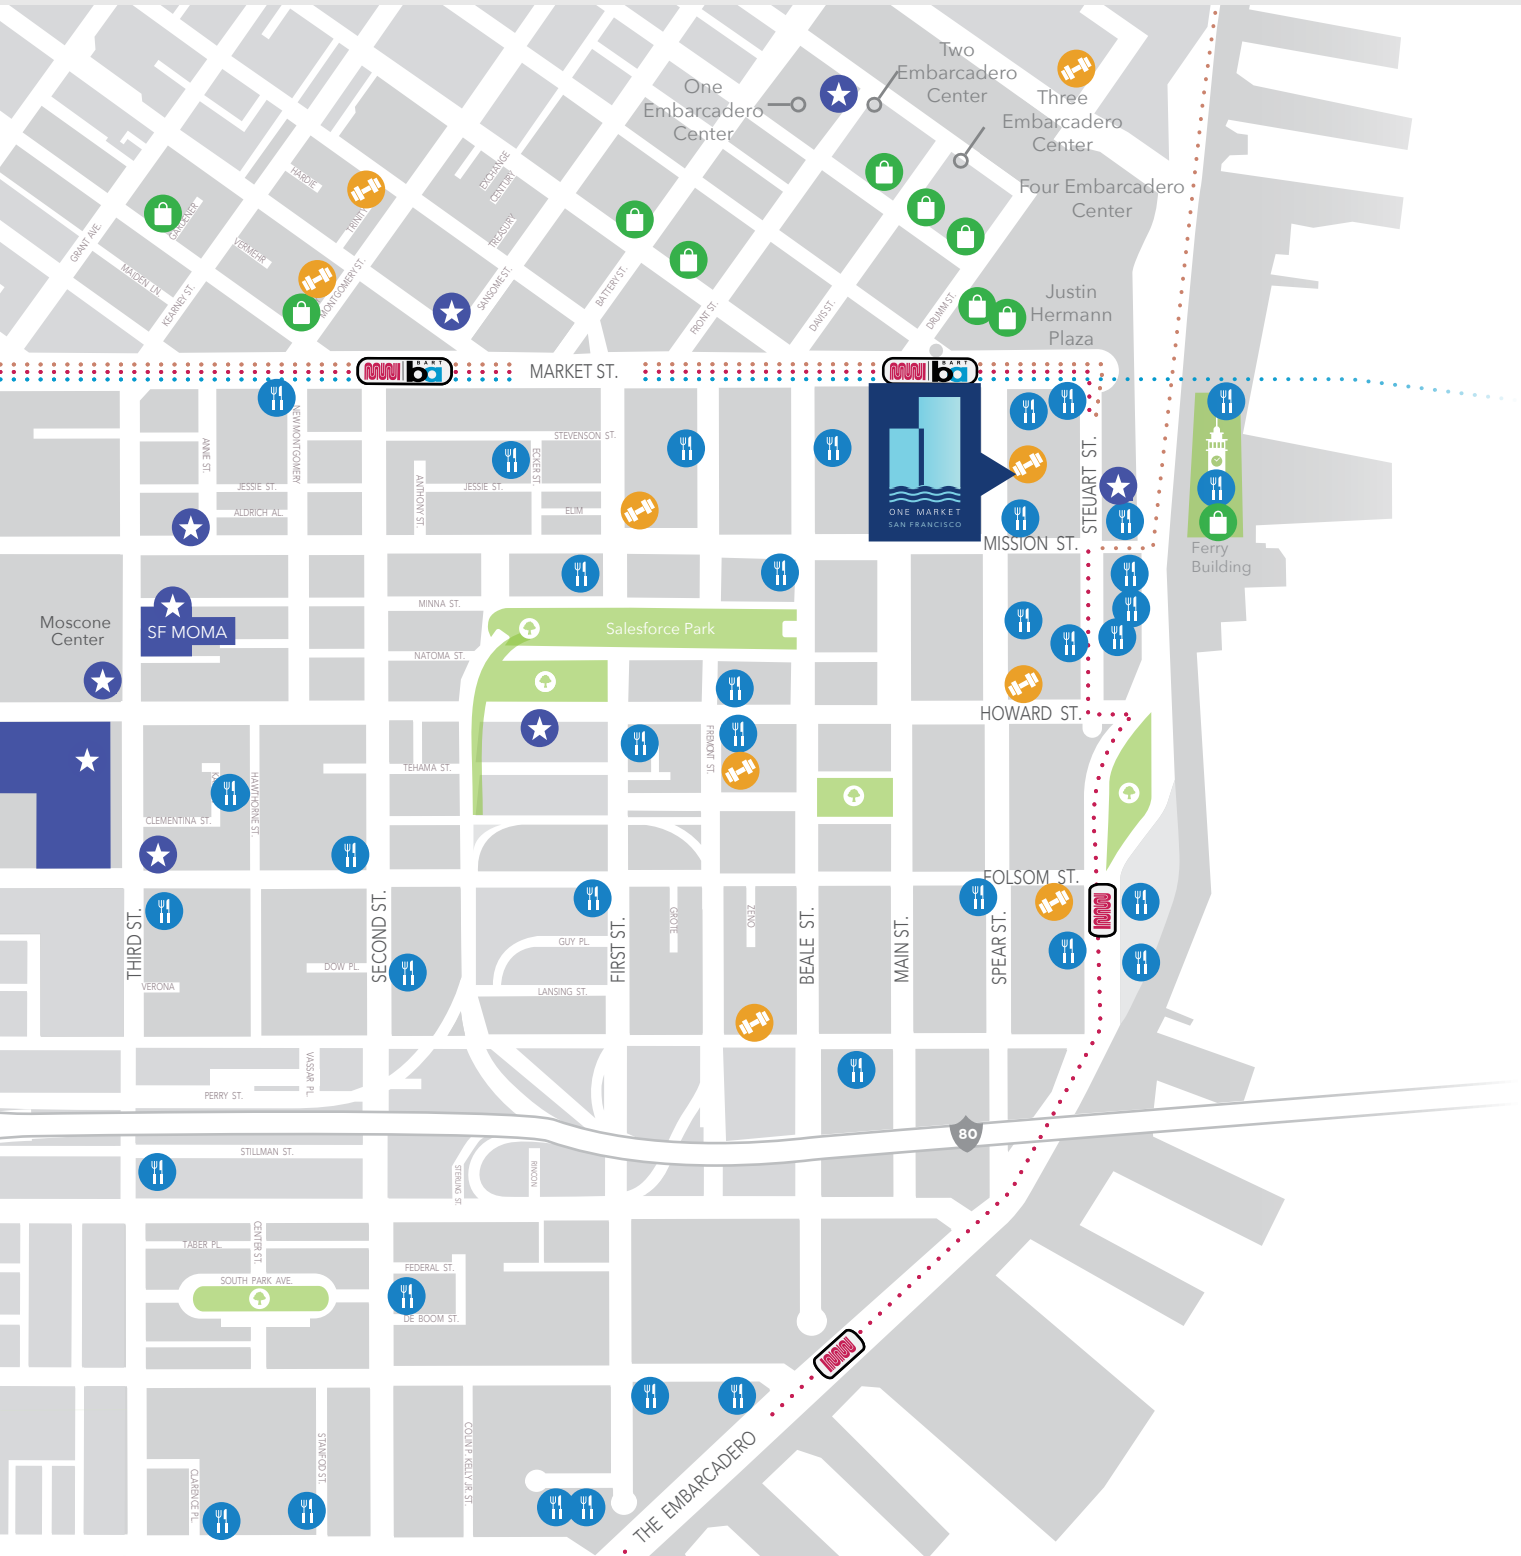 Two
Embarcadero
Center
One
Embarcadero
Center
Three
Embarcadero
Center
Four Embarcadero
Center
HARDIE
EXCHANGE
CENTURY
TRINITY
GARDENER
GRANT AVE.
VERMEHR
TREASURY
MAIDEN LN.
KEARNEY ST.
MONTGOMERY ST.
SANSOME ST.
BATTERY ST.
FRONT ST.
DAVIS ST.
DRUMM ST.
Justin
Hermann
Plaza
BART
ba
MARKET ST.
BART
ba
NEW MONTGOMERY
ANNIE ST.
STEVENSON ST.
ECKER ST.
JESSIE ST.
JESSIE ST.
ANTHONY ST.
ALDRICH AL.
ELIM
ONE MARKET
SAN FRANCISCO
STEUART ST.
MISSION ST.
Ferry
Building
MINNA ST.
Moscone
Center
SF MOMA
Salesforce Park
NATOMA ST.
HOWARD ST.
FREMONT ST.
TEHAMA ST.
HAWTHORNE ST.
CLEMENTINA ST.
FOLSOM ST.
THIRD ST.
SECOND ST.
FIRST ST.
GROTE
ZENO
BEALE ST.
MAIN ST.
SPEAR ST.
GUY PL.
DOW PL.
VERONA
LANSING ST.
VASSAR PL.
PERRY ST.
80
STILLMAN ST.
STERLING ST.
RINCON
CENTER ST.
TABER PL.
FEDERAL ST.
SOUTH PARK AVE.
DE BOOM ST.
COLIN P. KELLY JR. ST.
STANFOD ST.
CLARENCE PL.
THE EMBARCADERO